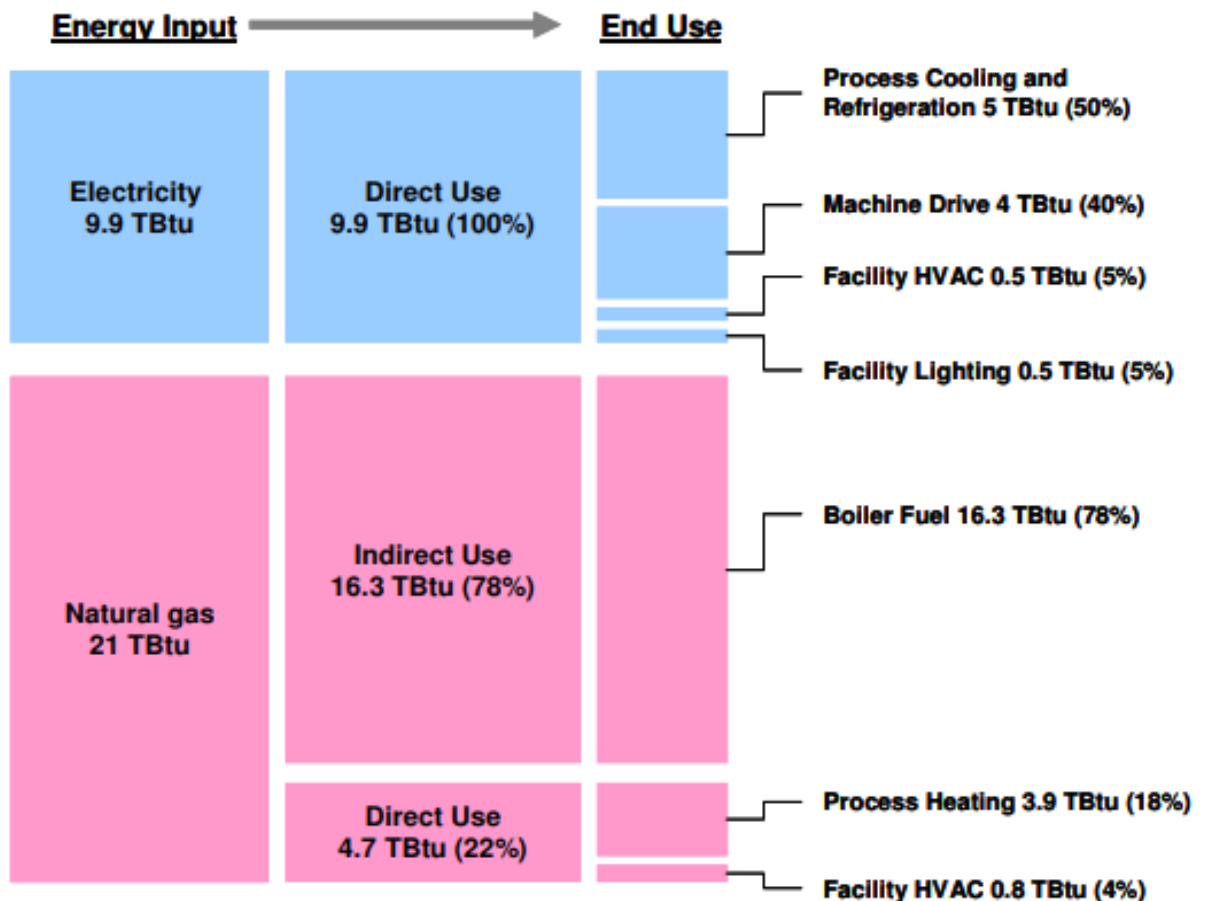 Energy Input
End Use
Electricity
9.9 TBtu
Direct Use
9.9 TBtu (100%)
Process Cooling and
Refrigeration 5 TBtu (50%)
Machine Drive 4 TBtu (40%)
Facility HVAC 0.5 TBtu (5%)
Facility Lighting 0.5 TBtu (5%)
Natural gas
21 TBtu
Indirect Use
16.3 TBtu (78%)
Boiler Fuel 16.3 TBtu (78%)
Direct Use
4.7 TBtu (22%)
Process Heating 3.9 TBtu (18%)
Facility HVAC 0.8 TBtu (4%)